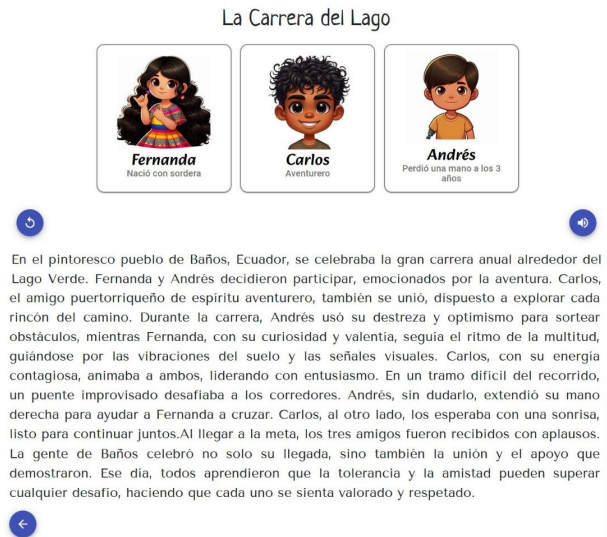 La Carrera del Lago
Fernanda
Nació con sordera
Carlos
Aventurero
Andrés
Perdió una mano a los 3
años
En el pintoresco pueblo de Baños, Ecuador, se celebraba la gran carrera anual alrededor del
Lago Verde. Fernanda y Andrés decidieron participar, emocionados por la aventura. Carlos,
el amigo puertorriqueño de espíritu aventurero, también se unió, dispuesto a explorar cada
rincón del camino. Durante la carrera, Andrés usó su destreza y optimismo para sortear
obstáculos, mientras Fernanda, con su curiosidad y valentía, seguía el ritmo de la multitud,
guiándose por las vibraciones del suelo y las señales visuales. Carlos, con su energía
contagiosa, animaba a ambos, liderando con entusiasmo. En un tramo difícil del recorrido,
un puente improvisado desafiaba a los corredores. Andrés, sin dudarlo, extendió su mano
derecha para ayudar a Fernanda a cruzar. Carlos, al otro lado, los esperaba con una sonrisa,
listo para continuar juntos.Al llegar a la meta, los tres amigos fueron recibidos con aplausos.
La gente de Baños celebró no solo su llegada, sino también la unión y el apoyo que
demostraron. Ese día, todos aprendieron que la tolerancia y la amistad pueden superar
cualquier desafío, haciendo que cada uno se sienta valorado y respetado.